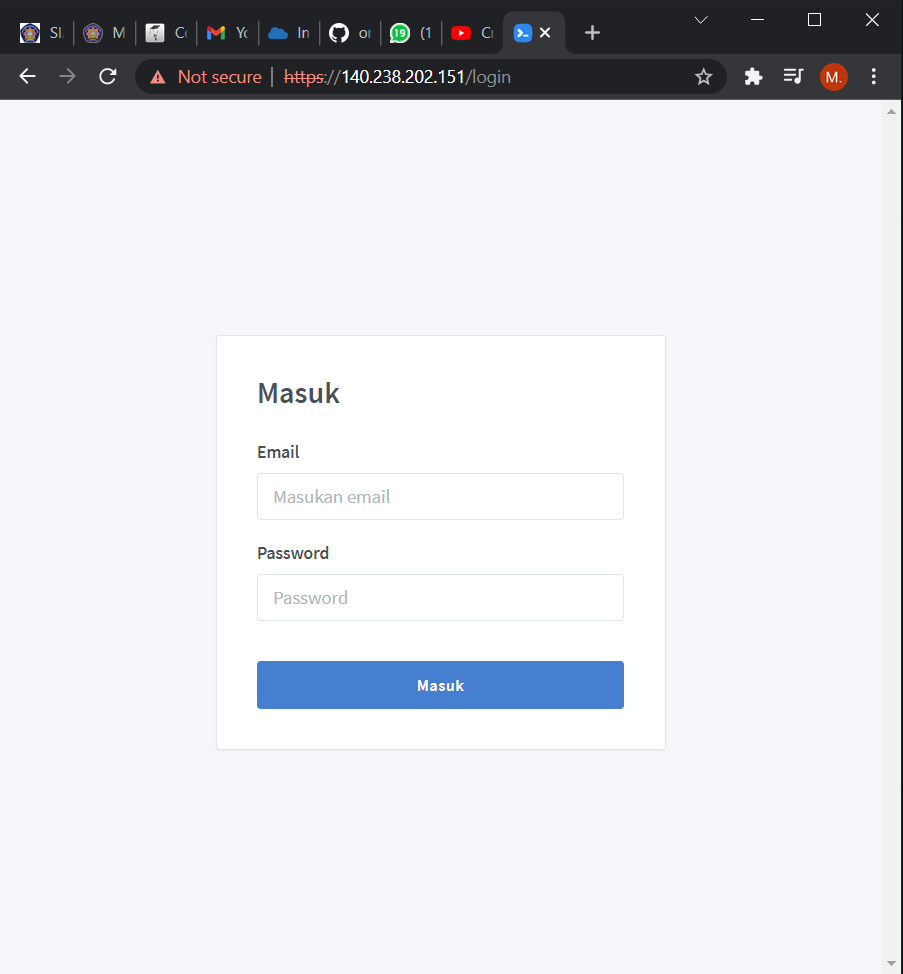 SI M Co Yo In or 19 (1
Not secure | https://140.238.202.151/login M.
Masuk
Email
Masukan email
Password
Password
Masuk